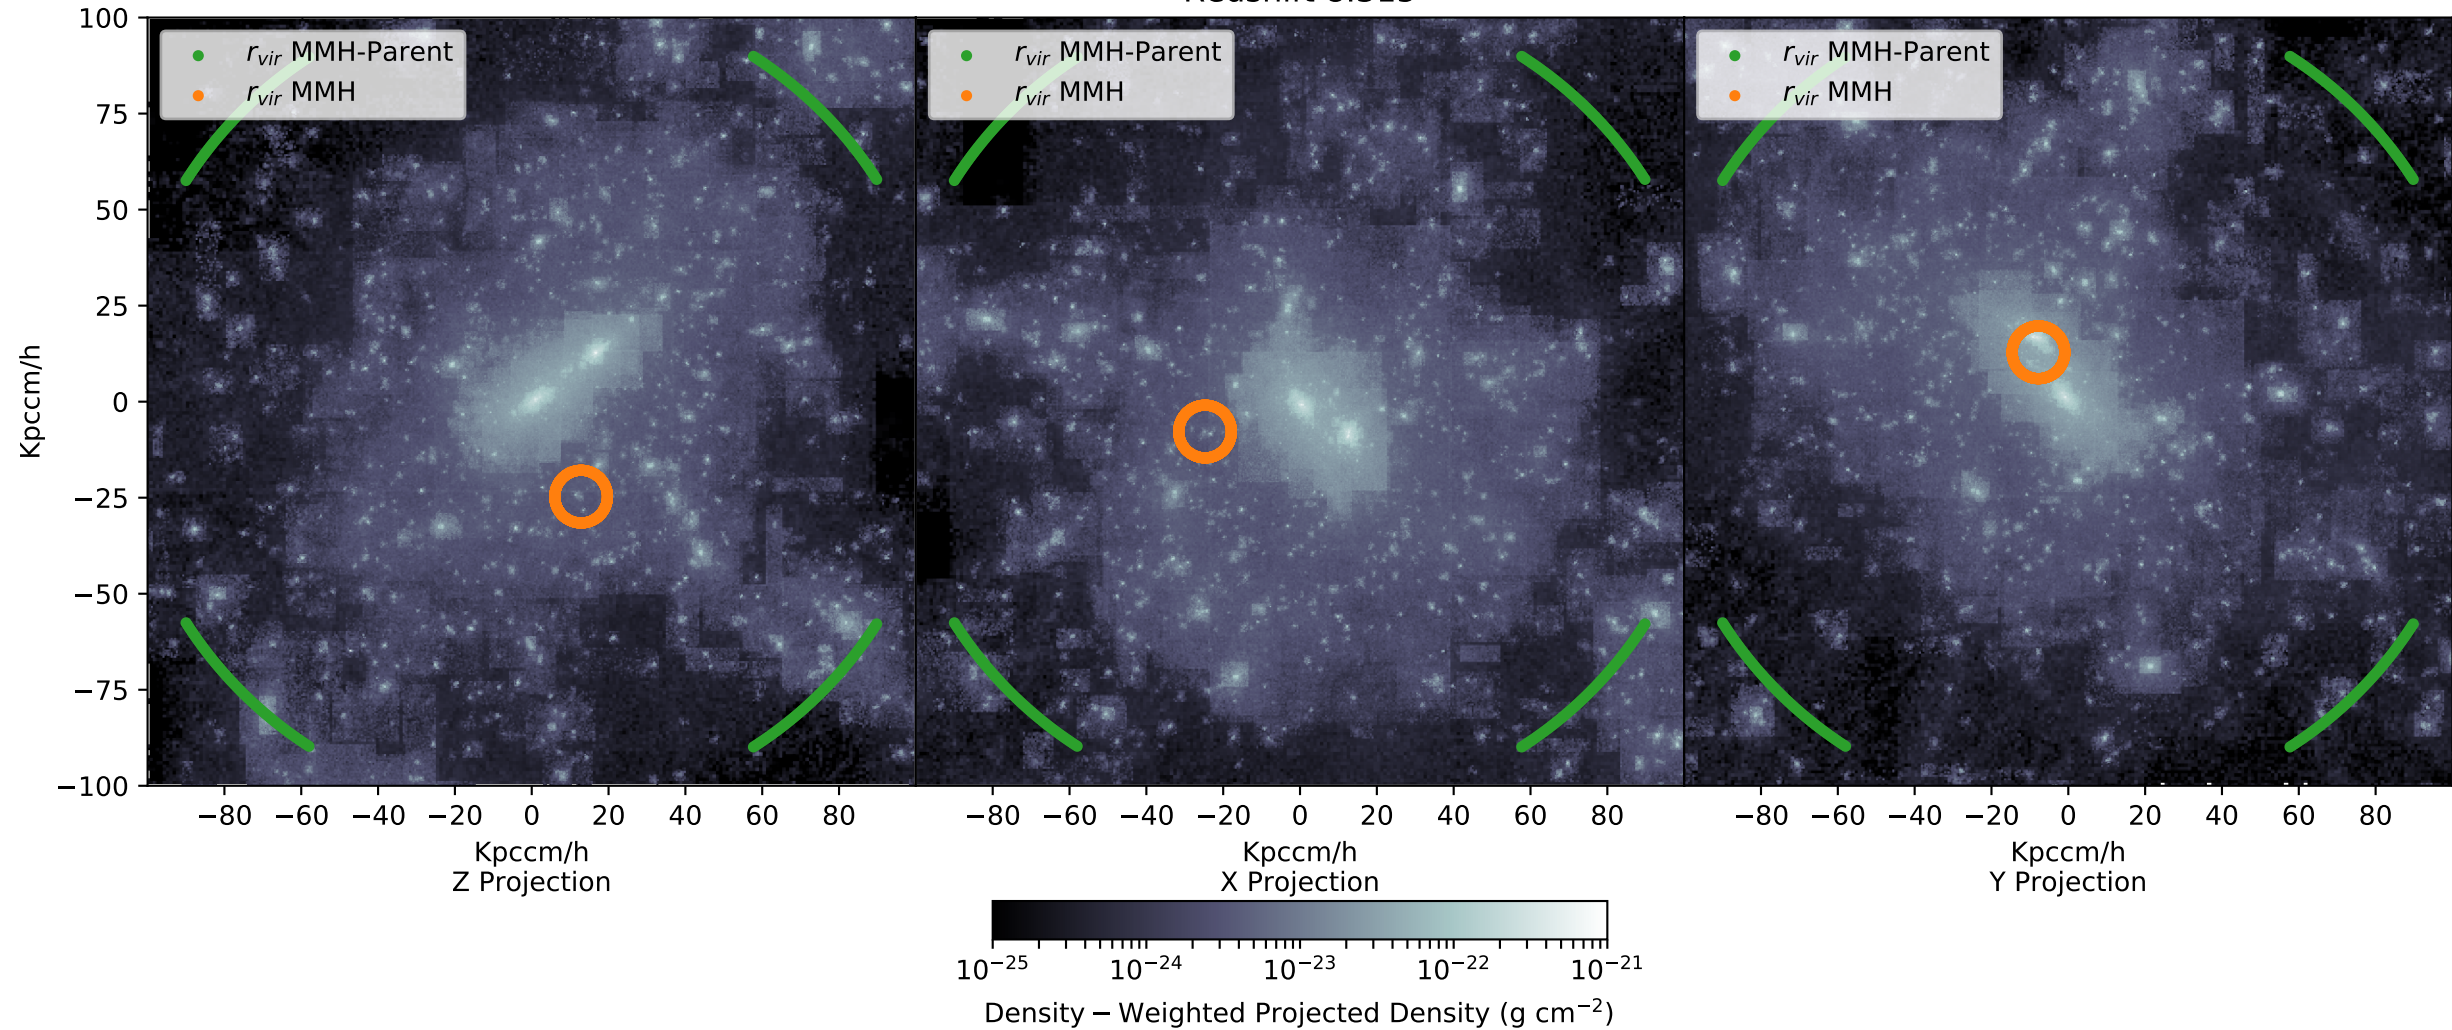 r_vir MMH-Parent
r_vir MMH
r_vir MMH-Parent
r_vir MMH
r_vir MMH-Parent
r_vir MMH
100
75
50
25
0
−25
−50
−75
−100
Kpccm/h
−80 −60 −40 −20 0 20 40 60 80
−80 −60 −40 −20 0 20 40 60 80
−80 −60 −40 −20 0 20 40 60 80
Kpccm/h
Z Projection
Kpccm/h
X Projection
Kpccm/h
Y Projection
10⁻²⁵ 10⁻²⁴ 10⁻²³ 10⁻²² 10⁻²¹
Density − Weighted Projected Density (g cm⁻²)